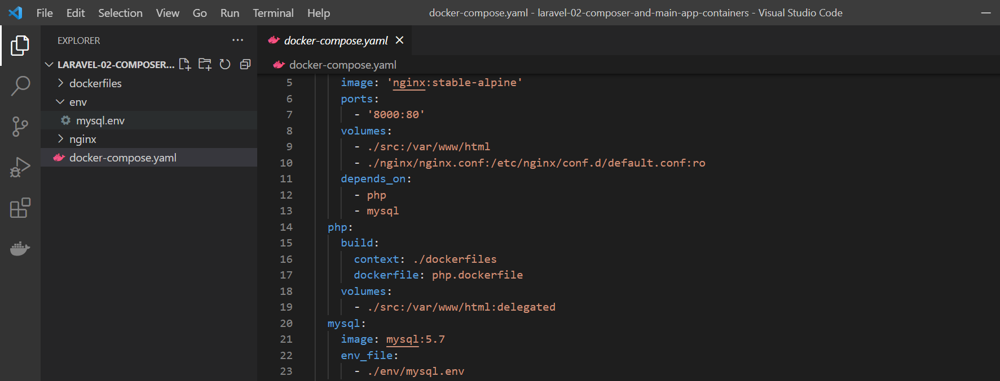 File Edit Selection View Go Run Terminal Help docker-compose.yaml - laravel-02-composer-and-main-app-containers - Visual Studio Code
EXPLORER
LARAVEL-02-COMPOSER...
dockerfiles
env
mysql.env
nginx
docker-compose.yaml
docker-compose.yaml
docker-compose.yaml
5 image: 'nginx:stable-alpine'
6 ports:
7 - '8000:80'
8 volumes:
9 - ./src:/var/www/html
10 - ./nginx/nginx.conf:/etc/nginx/conf.d/default.conf:ro
11 depends_on:
12 - php
13 - mysql
14 php:
15 build:
16 context: ./dockerfiles
17 dockerfile: php.dockerfile
18 volumes:
19 - ./src:/var/www/html:delegated
20 mysql:
21 image: mysql:5.7
22 env_file:
23 - ./env/mysql.env